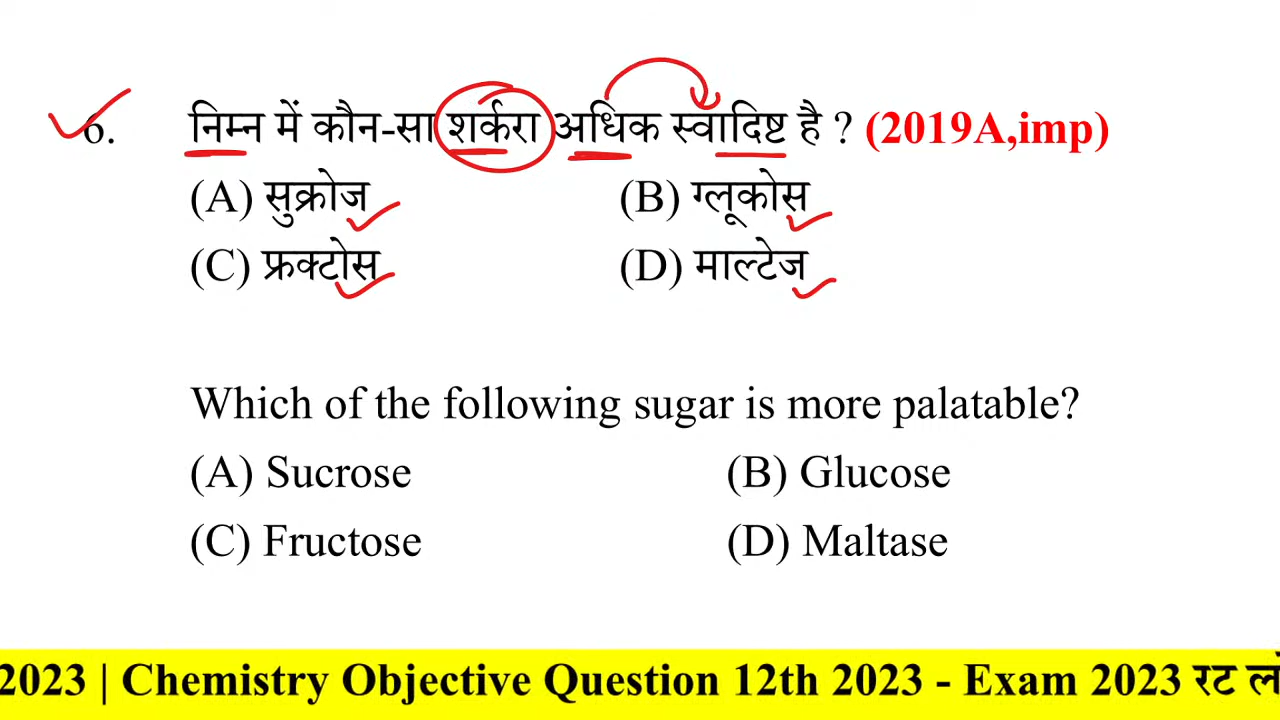 6. निम्न में कौन-सा शर्करा अधिक स्वादिष्ट है ? (2019A,imp)
(A) सुक्रोज (B) ग्लूकोस
(C) फ्रक्टोस (D) माल्टेज
Which of the following sugar is more palatable?
(A) Sucrose (B) Glucose
(C) Fructose (D) Maltase
2023 | Chemistry Objective Question 12th 2023 - Exam 2023 रट